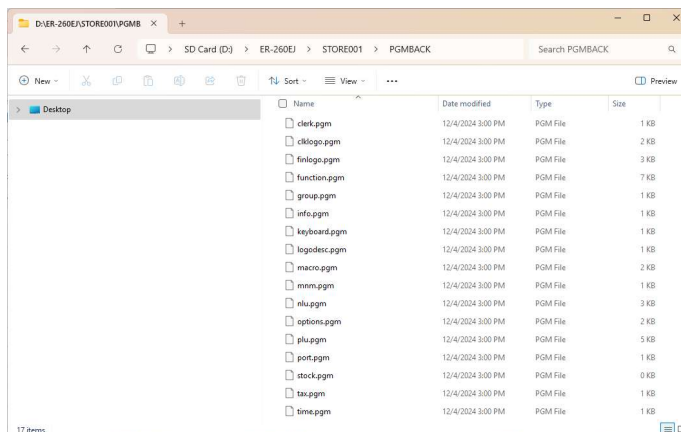 D:\ER-260EJ\STORE001\PGMB
SD Card (D:) > ER-260EJ > STORE001 > PGMBACK
Search PGMBACK
New
Sort
View
Preview
Desktop
Name Date modified Type Size
clerk.pgm 12/4/2024 3:00 PM PGM File 1 KB
clklogo.pgm 12/4/2024 3:00 PM PGM File 2 KB
finlogo.pgm 12/4/2024 3:00 PM PGM File 3 KB
function.pgm 12/4/2024 3:00 PM PGM File 7 KB
group.pgm 12/4/2024 3:00 PM PGM File 1 KB
info.pgm 12/4/2024 3:00 PM PGM File 1 KB
keyboard.pgm 12/4/2024 3:00 PM PGM File 1 KB
logodesc.pgm 12/4/2024 3:00 PM PGM File 1 KB
macro.pgm 12/4/2024 3:00 PM PGM File 2 KB
mnm.pgm 12/4/2024 3:00 PM PGM File 1 KB
nlu.pgm 12/4/2024 3:00 PM PGM File 3 KB
options.pgm 12/4/2024 3:00 PM PGM File 2 KB
plu.pgm 12/4/2024 3:00 PM PGM File 5 KB
port.pgm 12/4/2024 3:00 PM PGM File 1 KB
stock.pgm 12/4/2024 3:00 PM PGM File 0 KB
tax.pgm 12/4/2024 3:00 PM PGM File 1 KB
time.pgm 12/4/2024 3:00 PM PGM File 1 KB
17 items